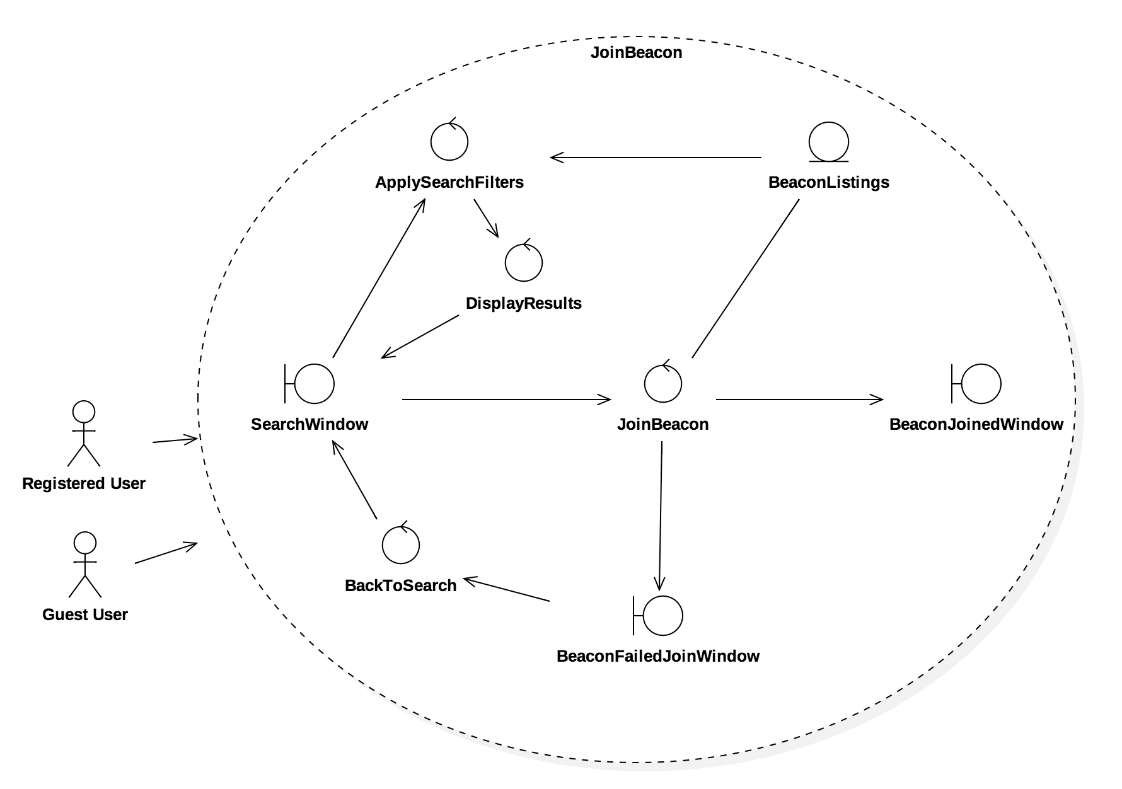 JoinBeacon
ApplySearchFilters
BeaconListings
DisplayResults
SearchWindow
JoinBeacon
BeaconJoinedWindow
Registered User
BackToSearch
Guest User
BeaconFailedJoinWindow